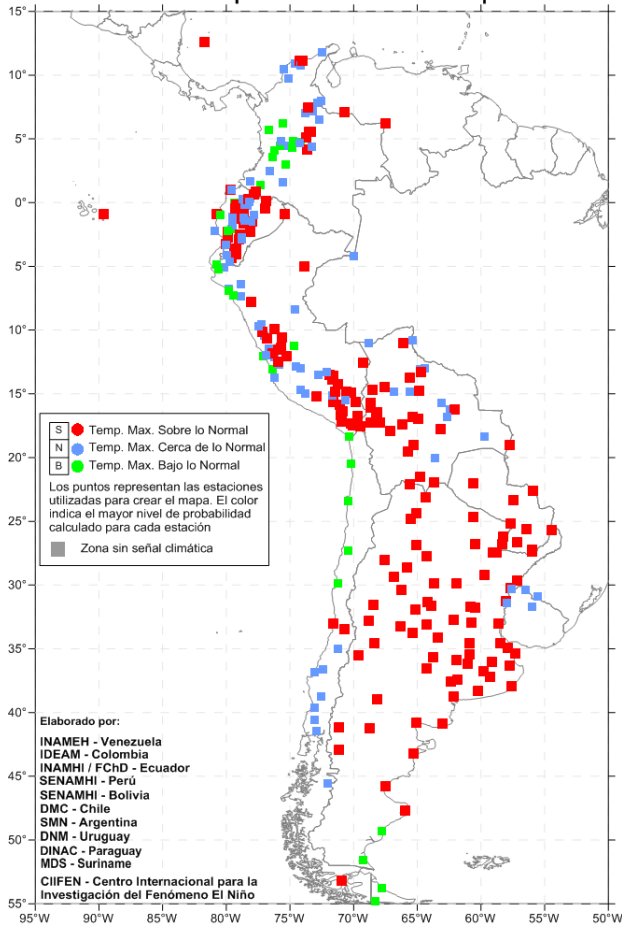 15°
10°
5°
0°
5°
10°
15°
20°
25°
30°
35°
40°
45°
50°
55°
S Temp. Max. Sobre lo Normal
N Temp. Max. Cerca de lo Normal
B Temp. Max. Bajo lo Normal
Los puntos representan las estaciones
utilizadas para crear el mapa. El color
indica el mayor nivel de probabilidad
calculado para cada estación
Zona sin señal climática
Elaborado por:
INAMEH - Venezuela
IDEAM - Colombia
INAMHI / FChD - Ecuador
SENAMHI - Perú
SENAMHI - Bolivia
DMC - Chile
SMN - Argentina
DNM - Uruguay
DINAC - Paraguay
MDS - Suriname
CIIFEN - Centro Internacional para la
Investigación del Fenómeno El Niño
95°W 90°W 85°W 80°W 75°W 70°W 65°W 60°W 55°W 50°W